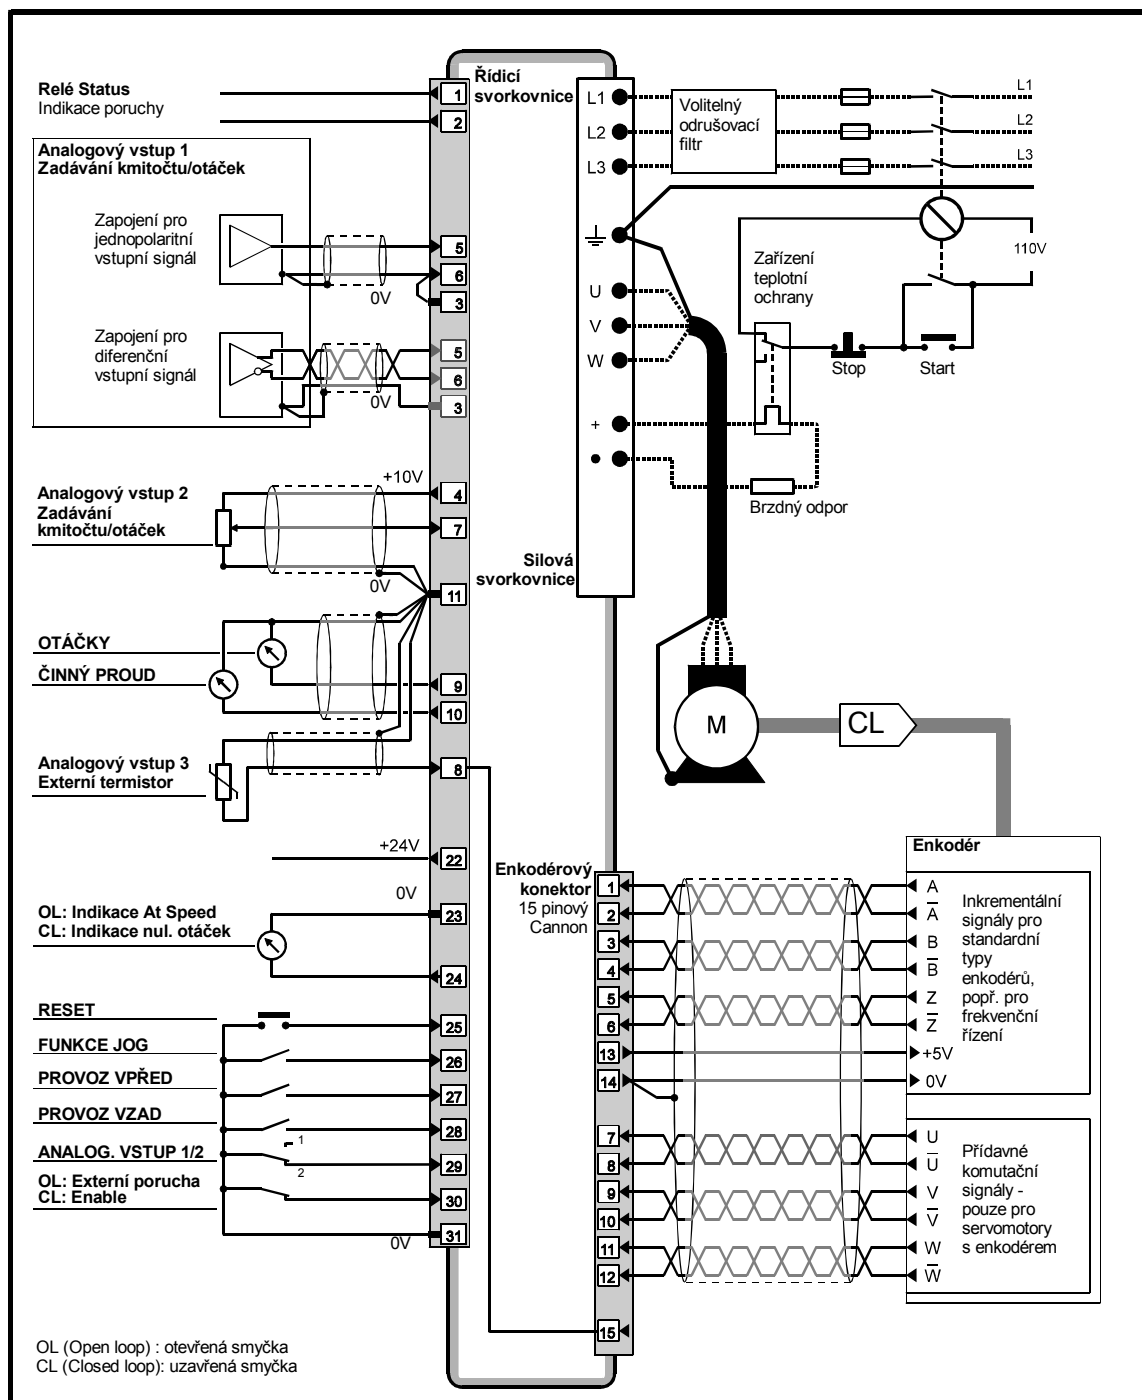 Relé Status
Indikace poruchy
1
2
Analogový vstup 1
Zadávání kmitočtu/otáček
Zapojení pro
jednopolaritní
vstupní signál
5
6
0V
3
Zapojení pro
diferenční
vstupní signál
5
6
0V
3
+10V
Analogový vstup 2
Zadávání
kmitočtu/otáček
4
7
0V
11
OTÁČKY
ČINNÝ PROUD
9
10
Analogový vstup 3
Externí termistor
8
+24V
22
0V
OL: Indikace At Speed
CL: Indikace nul. otáček
23
24
RESET
25
FUNKCE JOG
26
PROVOZ VPŘED
27
PROVOZ VZAD
28
ANALOG. VSTUP 1/2
1
2
29
OL: Externí porucha
CL: Enable
30
0V
31
OL (Open loop) : otevřená smyčka
CL (Closed loop): uzavřená smyčka
Řídicí
svorkovnice
L1
L2
L3
U
V
W
+
Silová
svorkovnice
Volitelný
odrušovací
filtr
L1
L2
L3
110V
Zařízení
teplotní
ochrany
Stop
Start
Brzdný odpor
M
CL
Enkodérový
konektor
15 pinový
Cannon
1
2
3
4
5
6
13
14
7
8
9
10
11
12
15
Enkodér
A
A̅
B
B̅
Z
Z̅
+5V
0V
Inkrementální
signály pro
standardní
typy
enkodérů,
popř. pro
frekvenční
řízení
U
U̅
V
V̅
W
W̅
Přídavné
komutační
signály -
pouze pro
servomotory
s enkodérem